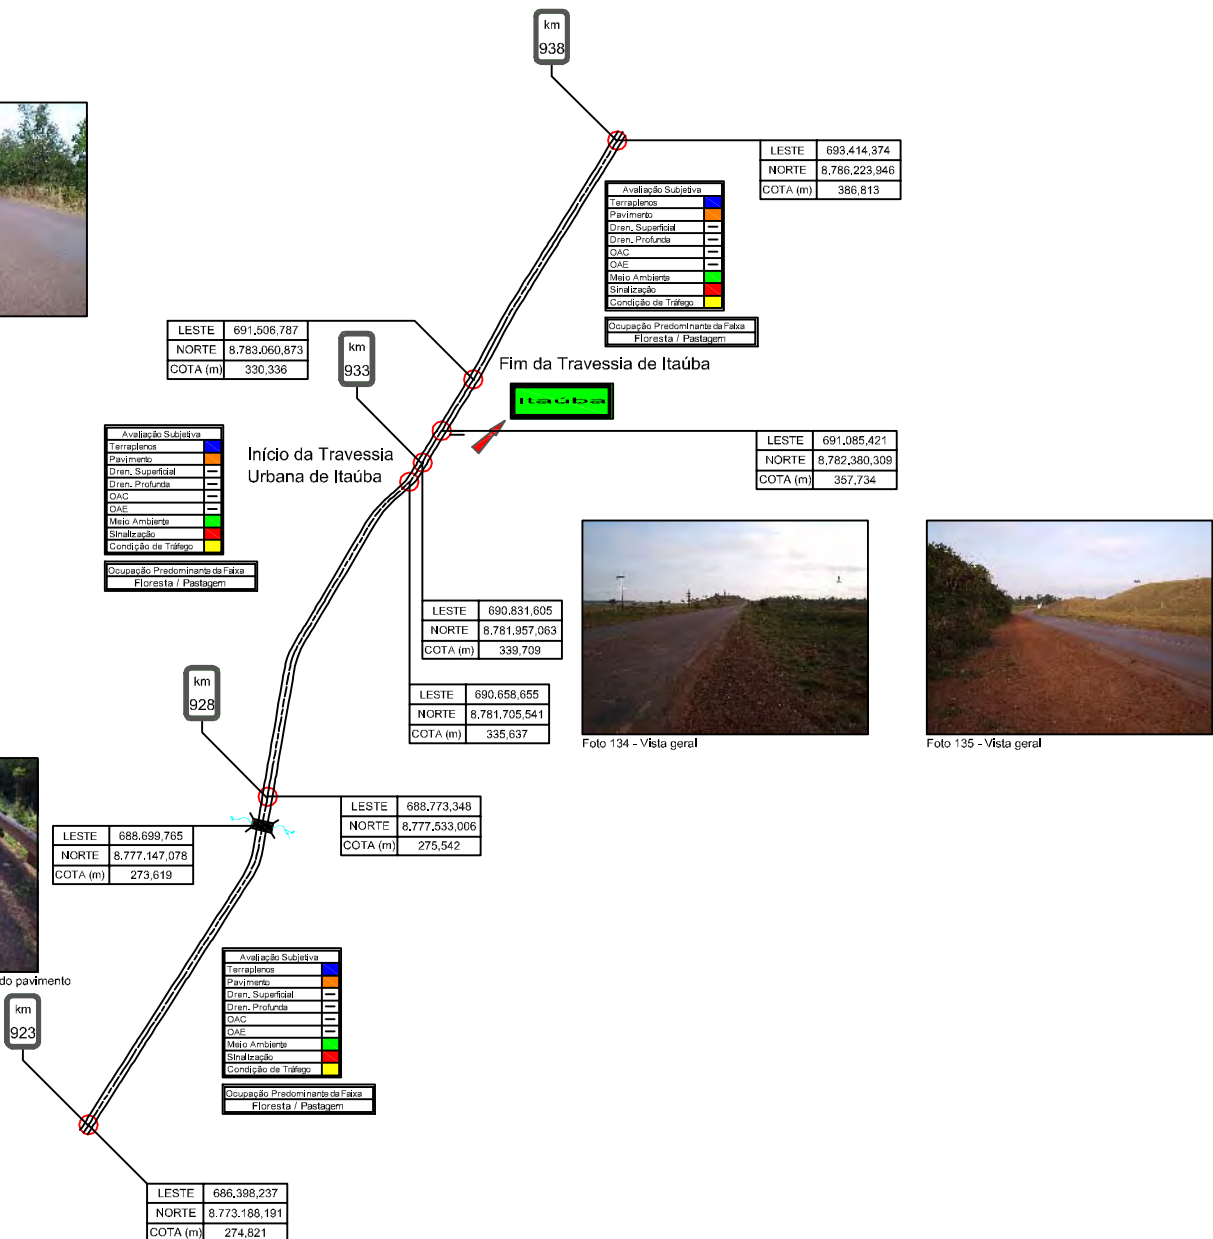 km
938
LESTE 693.414,374
NORTE 8.786,223,946
COTA (m) 386,813
Avaliação Subjetiva
Terraplenos
Pavimento
Dren. Superficial
Dren. Profunda
OAC
OAE
Meio Ambiente
Sinalização
Condição de Tráfego
Ocupação Predominante da Faixa
Floresta / Pastagem
LESTE 691.506,787
NORTE 8.783.060,873
COTA (m) 330,336
km
933
Fim da Travessia de Itaúba
Itaúba
Avaliação Subjetiva
Terraplenos
Pavimento
Dren. Superficial
Dren. Profunda
OAC
OAE
Meio Ambiente
Sinalização
Condição de Tráfego
Ocupação Predominante da Faixa
Floresta / Pastagem
Início da Travessia
Urbana de Itaúba
LESTE 691.085,421
NORTE 8.782.380,309
COTA (m) 357,734
LESTE 690.831,605
NORTE 8.781.957,063
COTA (m) 339,709
LESTE 690.658,655
NORTE 8.781.705,541
COTA (m) 335,637
Foto 134 - Vista geral
Foto 135 - Vista geral
km
928
LESTE 688.773,348
NORTE 8.777.533,006
COTA (m) 275,542
LESTE 688.699,765
NORTE 8.777.147,078
COTA (m) 273,619
do pavimento
km
923
Avaliação Subjetiva
Terraplenos
Pavimento
Dren. Superficial
Dren. Profunda
OAC
OAE
Meio Ambiente
Sinalização
Condição de Tráfego
Ocupação Predominante da Faixa
Floresta / Pastagem
LESTE 686.398,237
NORTE 8.773.188,191
COTA (m) 274,821